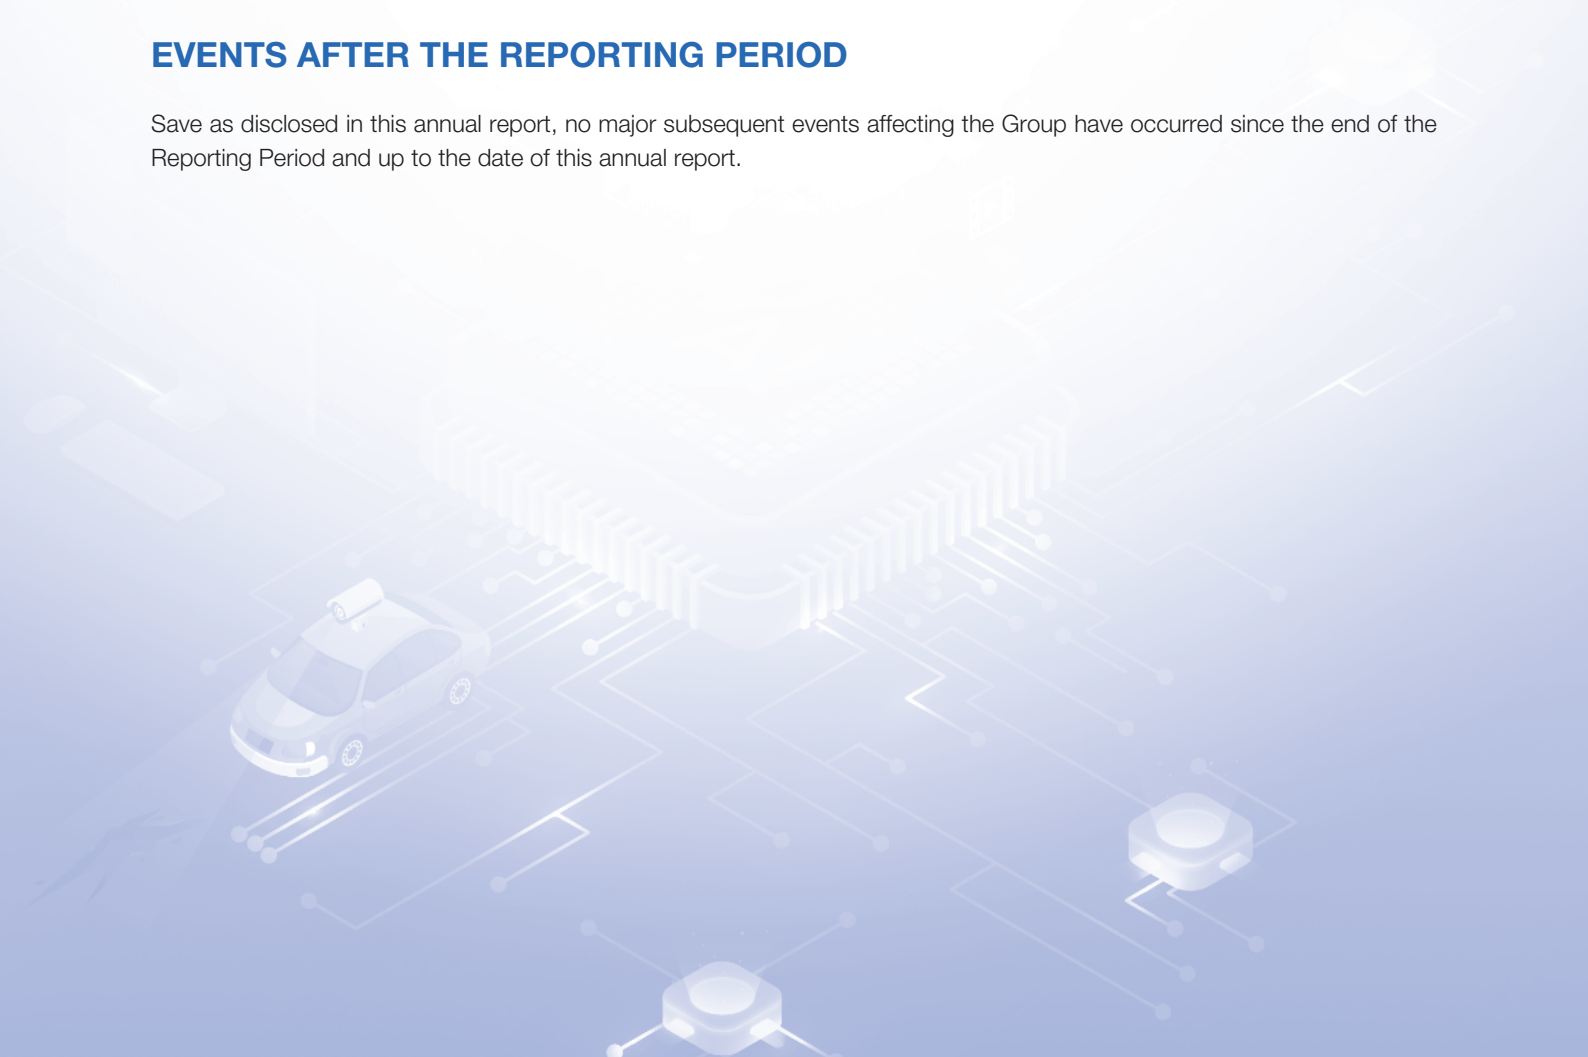 EVENTS AFTER THE REPORTING PERIOD
Save as disclosed in this annual report, no major subsequent events affecting the Group have occurred since the end of the
Reporting Period and up to the date of this annual report.